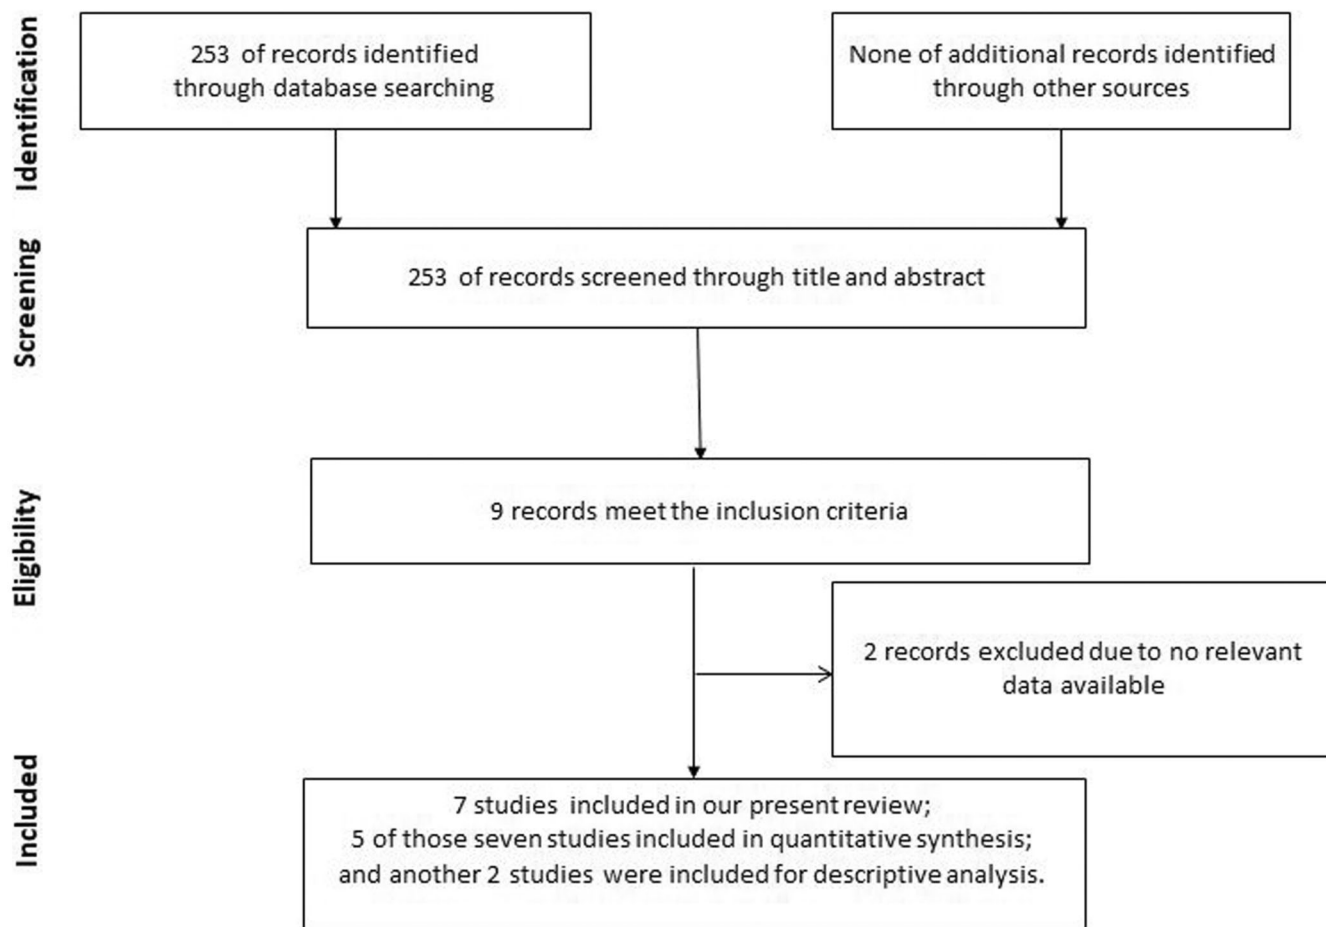 Identification
253 of records identified
through database searching
None of additional records identified
through other sources
Screening
253 of records screened through title and abstract
Eligibility
9 records meet the inclusion criteria
2 records excluded due to no relevant
data available
Included
7 studies included in our present review;
5 of those seven studies included in quantitative synthesis;
and another 2 studies were included for descriptive analysis.